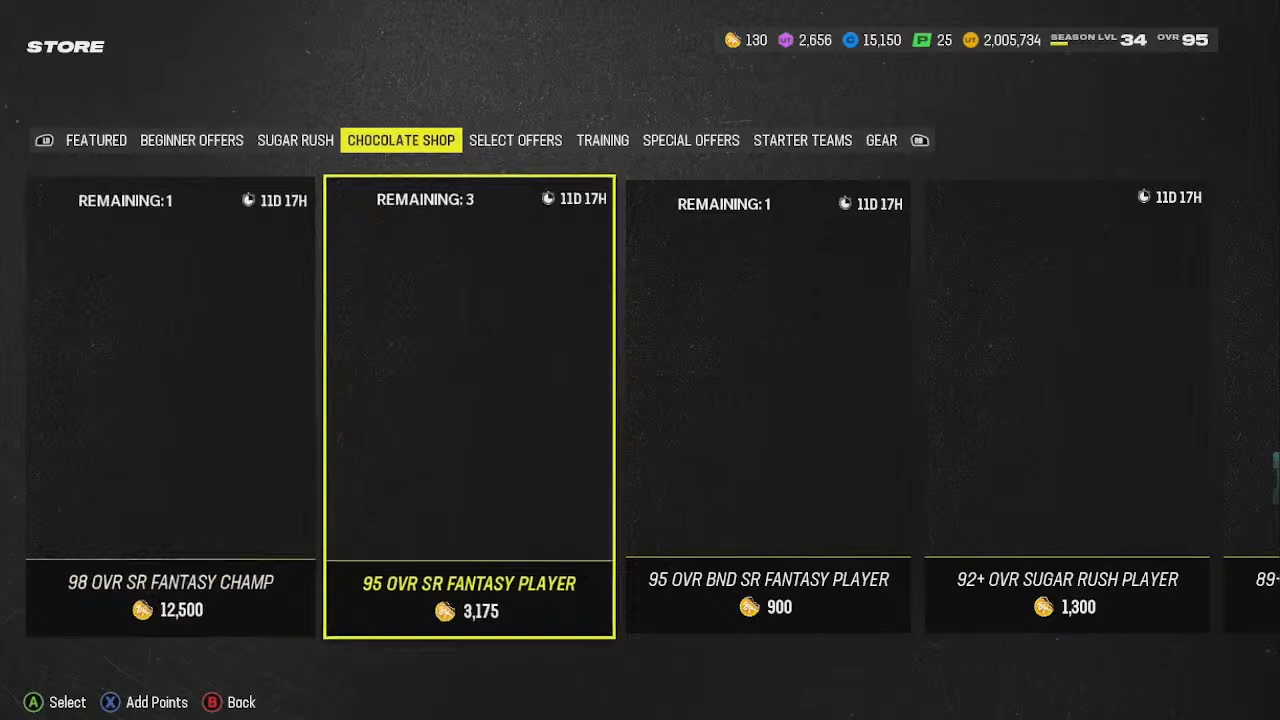 STORE
130 2,656 15,150 25 2,005,734 SEASON LVL 34 OVR 95
LB FEATURED BEGINNER OFFERS SUGAR RUSH CHOCOLATE SHOP SELECT OFFERS TRAINING SPECIAL OFFERS STARTER TEAMS GEAR RB
REMAINING: 1 11D 17H
REMAINING: 3 11D 17H
REMAINING: 1 11D 17H
11D 17H
98 OVR SR FANTASY CHAMP
12,500
95 OVR SR FANTASY PLAYER
3,175
95 OVR BND SR FANTASY PLAYER
900
92+ OVR SUGAR RUSH PLAYER
1,300
89+
A Select X Add Points B Back